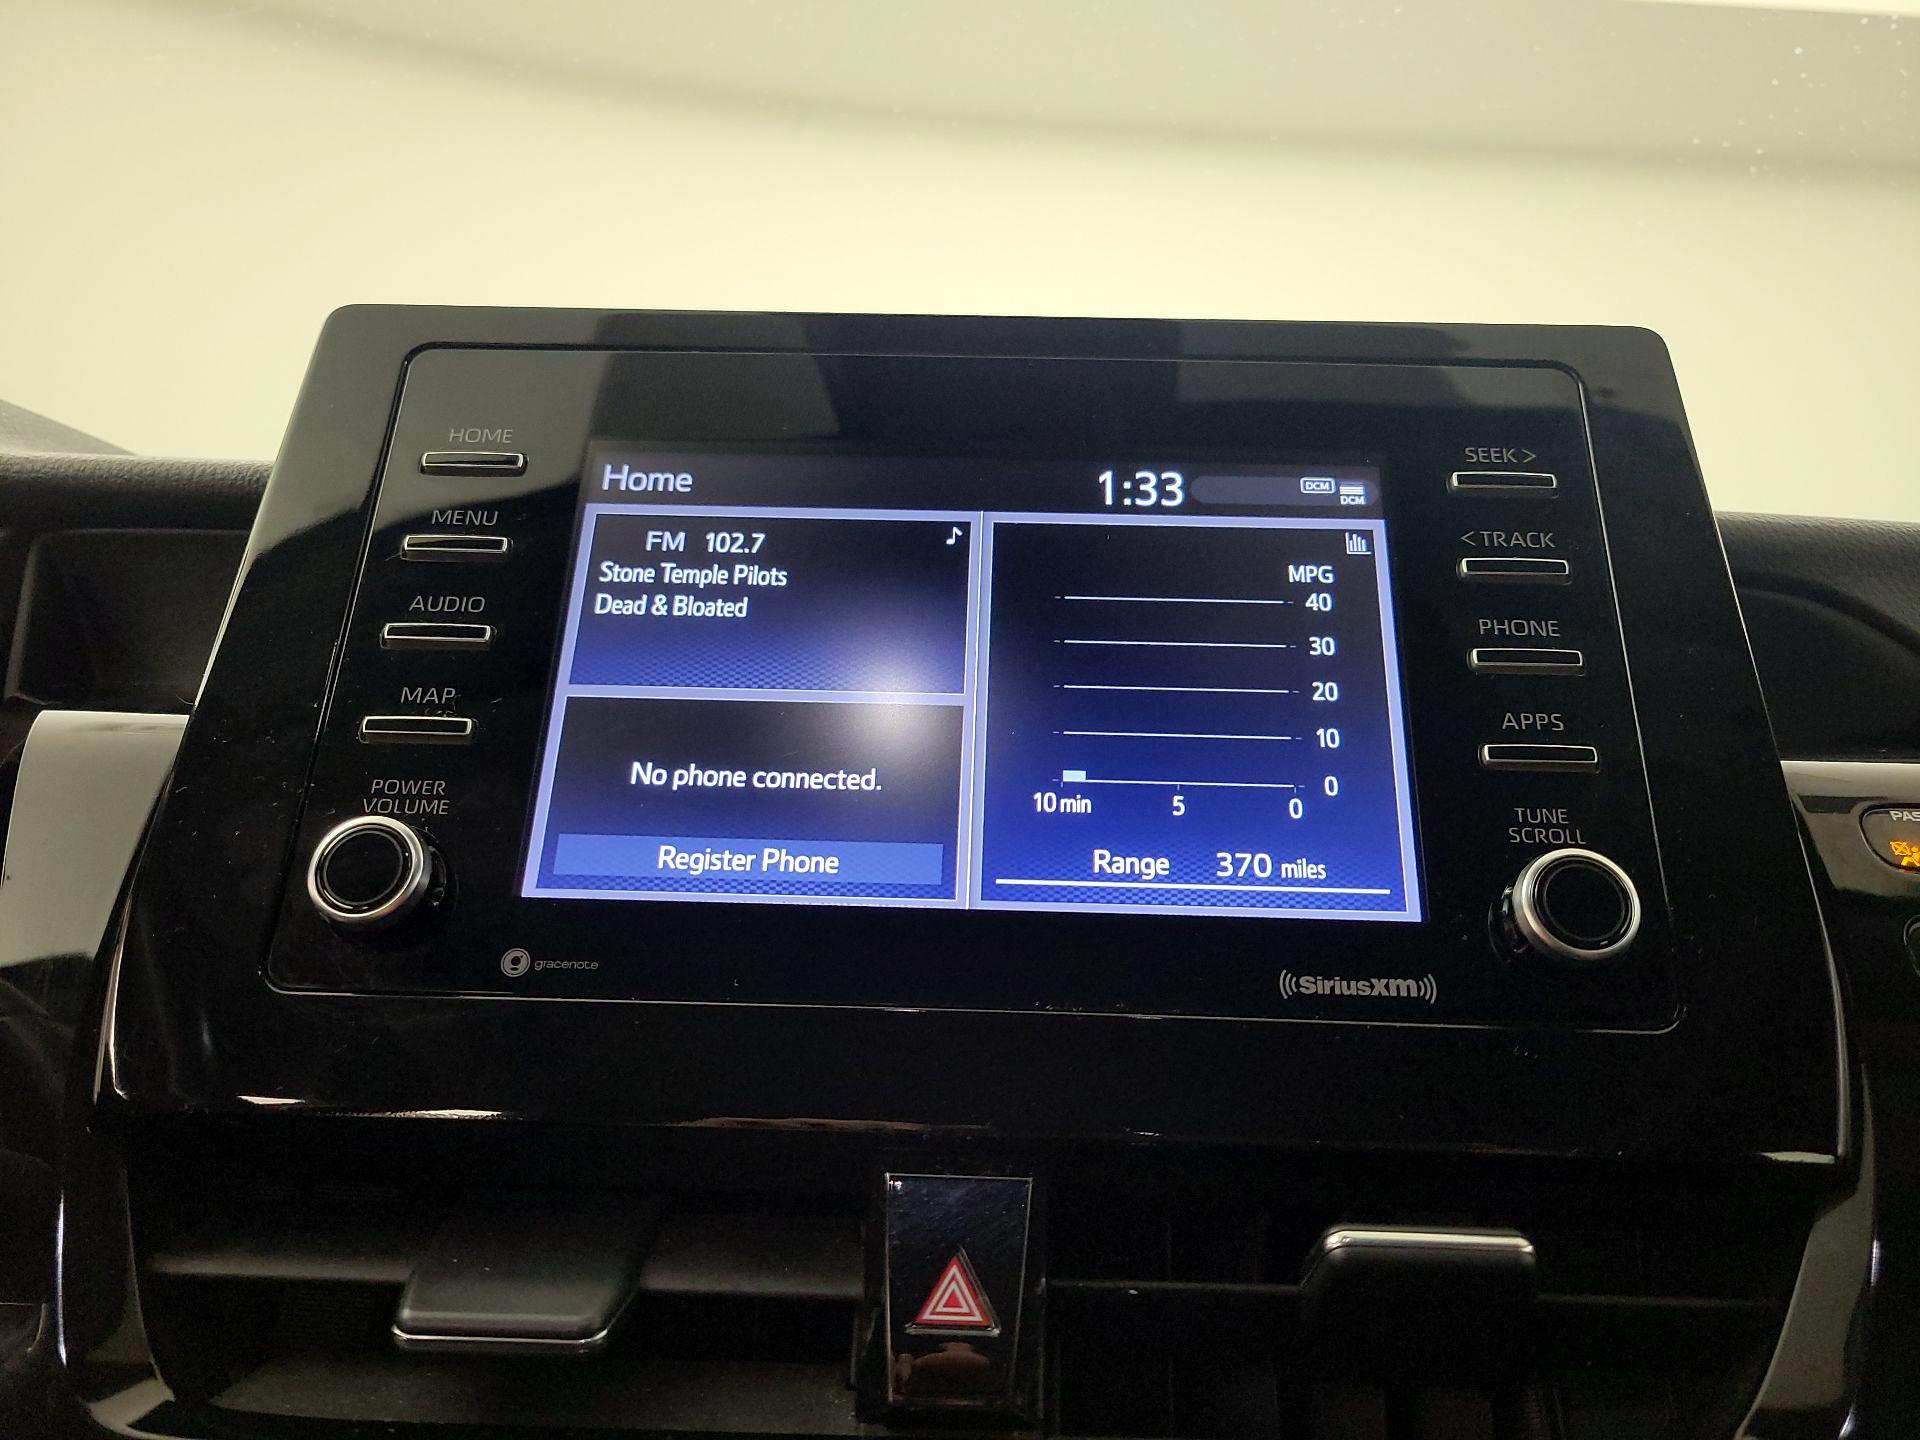 HOME
MENU
AUDIO
MAP
POWER
VOLUME
Home
1:33
DCM
DCM
FM 102.7
Stone Temple Pilots
Dead & Bloated
No phone connected.
Register Phone
MPG
40
30
20
10
0
10 min 5 0
Range 370 miles
SEEK >
< TRACK
PHONE
APPS
TUNE
SCROLL
gracenote
SiriusXM